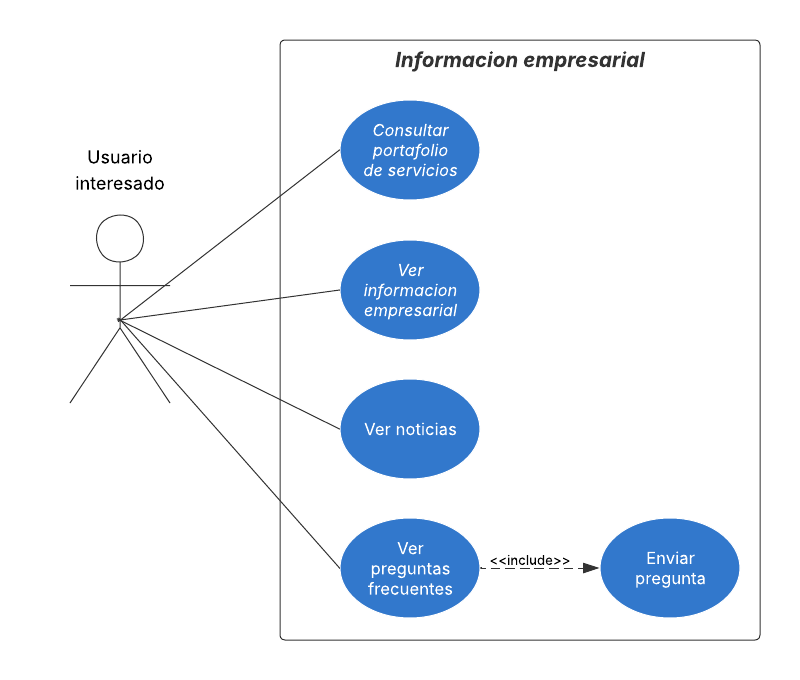 Informacion empresarial
Usuario
interesado
Consultar
portafolio
de servicios
Ver
informacion
empresarial
Ver noticias
Ver
preguntas
frecuentes
<<include>>
Enviar
pregunta